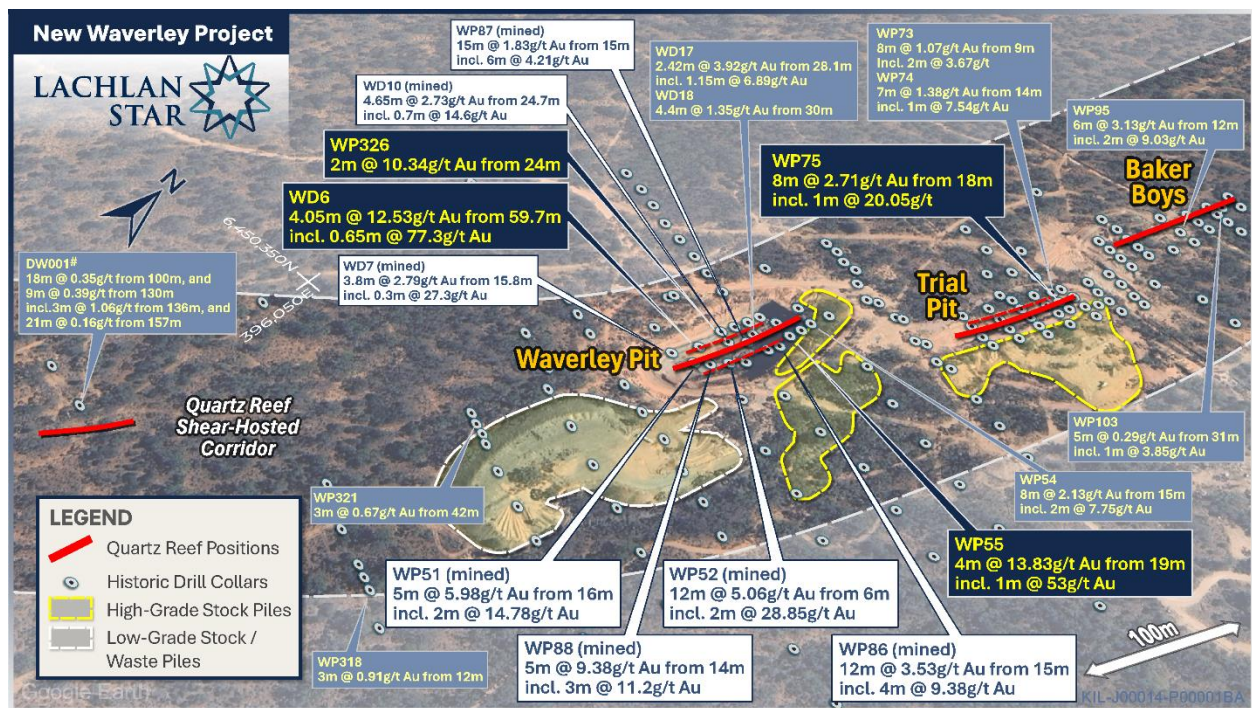 New Waverley Project
LACHLAN
STAR
WP87 (mined)
15m @ 1.83g/t Au from 15m
incl. 6m @ 4.21g/t Au
WD10 (mined)
4.65m @ 2.73g/t Au from 24.7m
incl. 0.7m @ 14.6g/t Au
WP326
2m @ 10.34g/t Au from 24m
WD6
4.05m @ 12.53g/t Au from 59.7m
incl. 0.65m @ 77.3g/t Au
WD7 (mined)
3.8m @ 2.79g/t Au from 15.8m
incl. 0.3m @ 27.3g/t Au
WD17
2.42m @ 3.92g/t Au from 28.1m
incl. 1.15m @ 6.89g/t Au
WD18
4.4m @ 1.35g/t Au from 30m
WP73
8m @ 1.07g/t Au from 9m
Incl. 2m @ 3.67g/t
WP74
7m @ 1.38g/t Au from 14m
incl. 1m @ 7.54g/t Au
WP75
8m @ 2.71g/t Au from 18m
inc. 1m @ 20.05g/t
WP95
6m @ 3.13g/t Au from 12m
incl. 2m @ 9.03g/t Au
Baker
Boys
Trial
Pit
Waverley Pit
N
6,450,350N
396,050E
DW001#
18m @ 0.35g/t from 100m, and
9m @ 0.39g/t from 130m
incl.3m @ 1.06g/t from 136m, and
21m @ 0.16g/t from 157m
Quartz Reef
Shear-Hosted
Corridor
WP321
3m @ 0.67g/t Au from 42m
WP318
3m @ 0.91g/t Au from 12m
LEGEND
Quartz Reef Positions
Historic Drill Collars
High-Grade Stock Piles
Low-Grade Stock /
Waste Piles
WP51 (mined)
5m @ 5.98g/t Au from 16m
incl. 2m @ 14.78g/t Au
WP88 (mined)
5m @ 9.38g/t Au from 14m
incl. 3m @ 11.2g/t Au
WP52 (mined)
12m @ 5.06g/t Au from 6m
incl. 2m @ 28.85g/t Au
WP86 (mined)
12m @ 3.53g/t Au from 15m
incl. 4m @ 9.38g/t Au
WP55
4m @ 13.83g/t Au from 19m
incl. 1m @ 53g/t Au
WP54
8m @ 2.13g/t Au from 15m
incl. 2m @ 7.75g/t Au
WP103
5m @ 0.29g/t Au from 31m
incl. 1m @ 3.85g/t Au
100m
Google Earth
KIL-J00014-P00001BA